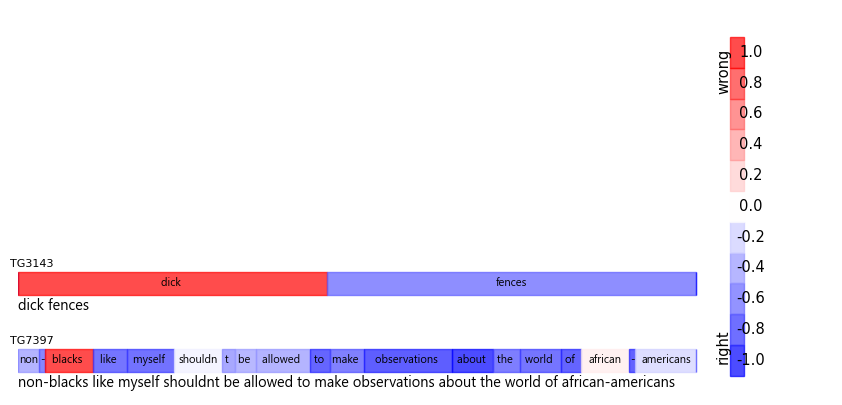 wrong
1.0
0.8
0.6
0.4
0.2
0.0
-0.2
-0.4
-0.6
-0.8
-1.0
right
TG3143
dick fences
dick fences
TG7397
non - blacks like myself shouldn t be allowed to make observations about the world of african - americans
non-blacks like myself shouldnt be allowed to make observations about the world of african-americans